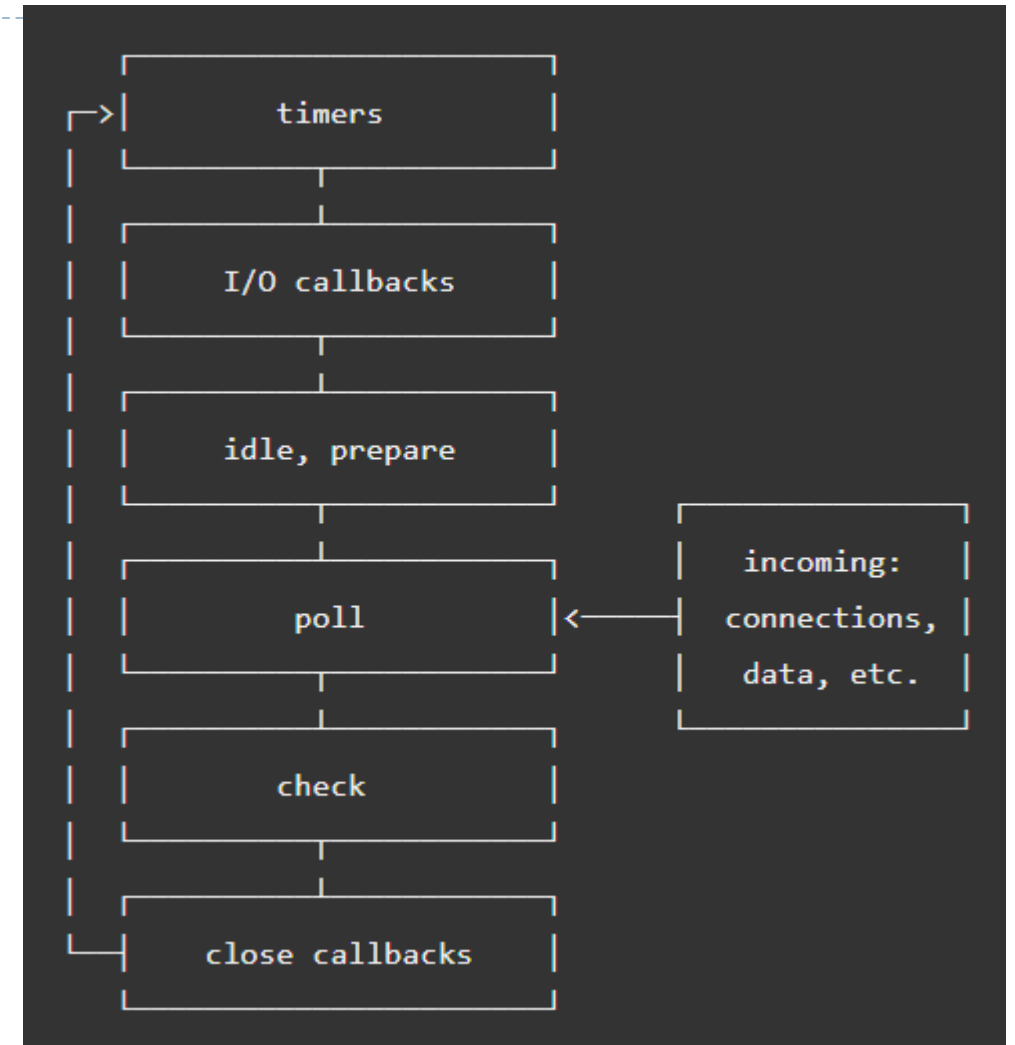 timers
I/O callbacks
idle, prepare
incoming:
poll
connections,
data, etc.
check
close callbacks